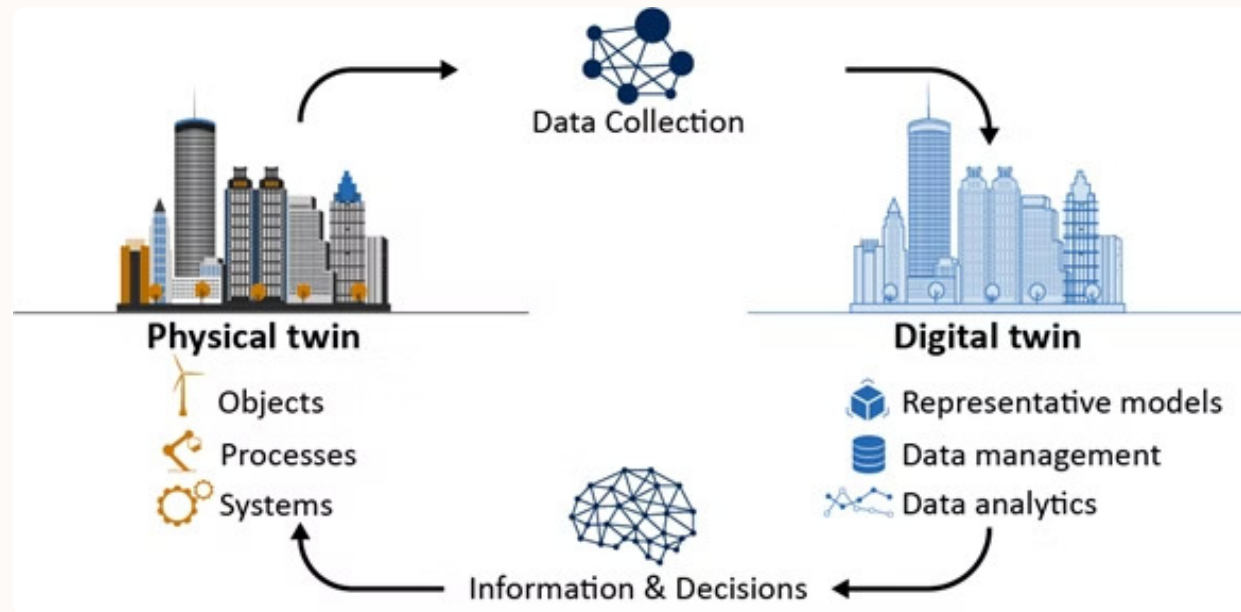 Data Collection
Physical twin
Objects
Processes
Systems
Digital twin
Representative models
Data management
Data analytics
Information & Decisions